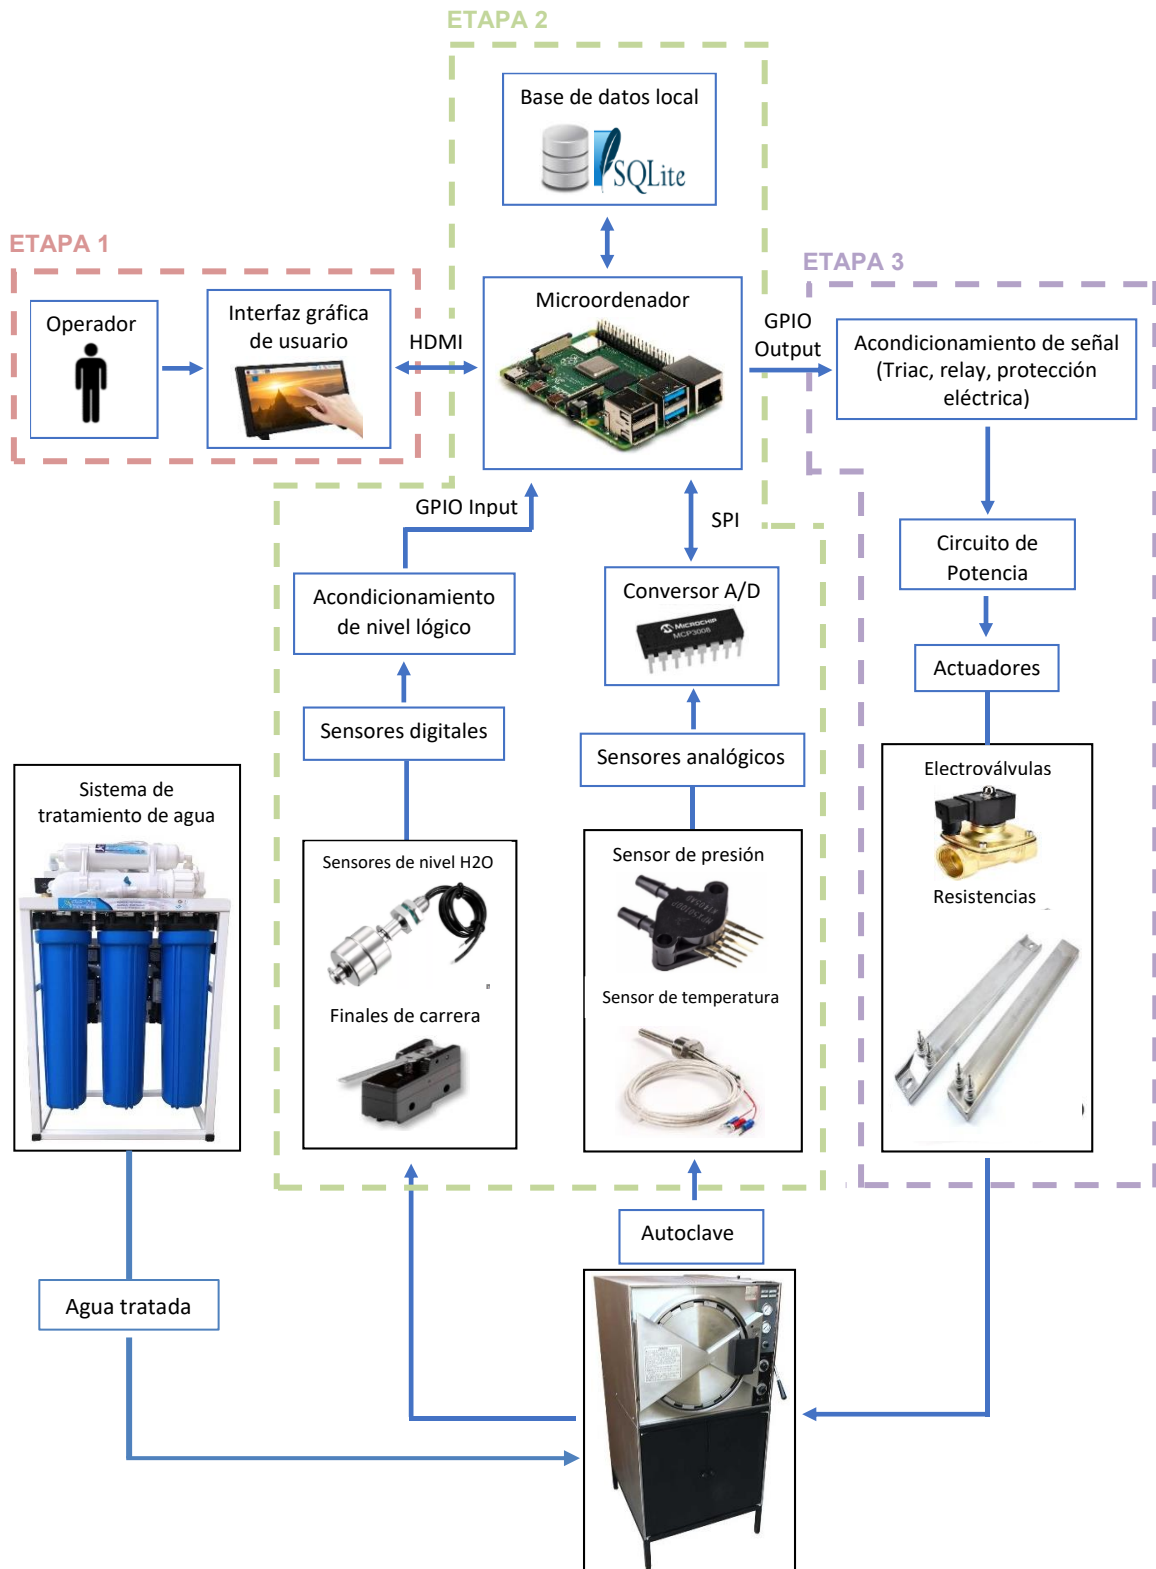 ETAPA 2
Base de datos local
SQLite
ETAPA 1
Operador
Interfaz gráfica
de usuario
HDMI
Microordenador
GPIO
Output
ETAPA 3
Acondicionamiento de señal
(Triac, relay, protección
eléctrica)
GPIO Input
SPI
Acondicionamiento
de nivel lógico
Conversor A/D
MICROCHIP
MCP3008
Circuito de
Potencia
Actuadores
Sensores digitales
Sensores analógicos
Sistema de
tratamiento de agua
Sensores de nivel H2O
Finales de carrera
Sensor de presión
Sensor de temperatura
Electroválvulas
Resistencias
Autoclave
Agua tratada